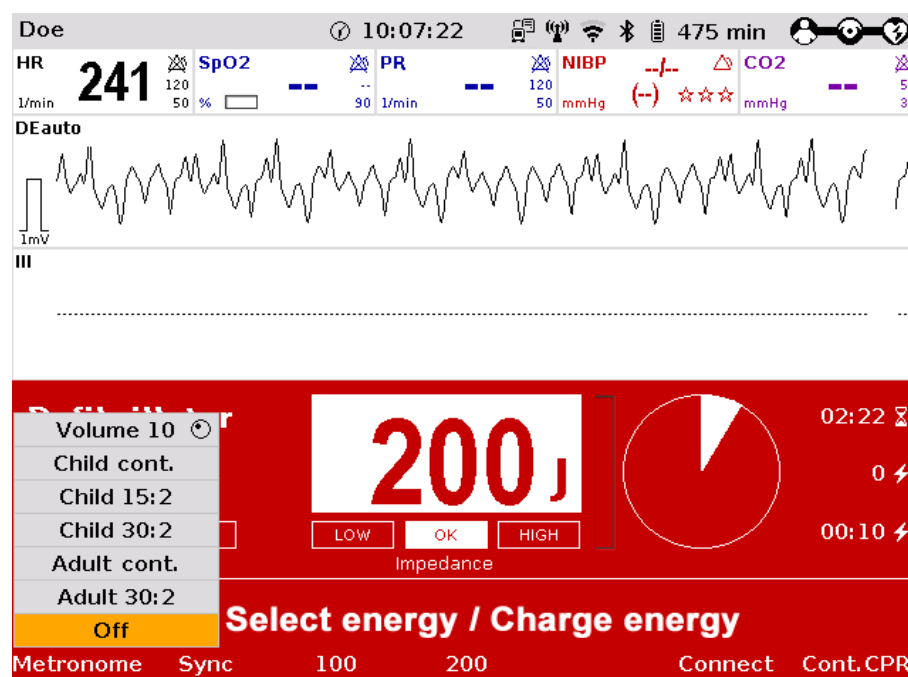 Doe 10:07:22 475 min
HR 241 120 50 1/min
SpO2 -- -- 90 %
PR -- 120 50 1/min
NIBP --/-- (--) mmHg
CO2 -- 5 3 mmHg
DEauto
1mV
III
200 J
02:22
0
00:10
LOW OK HIGH
Impedance
Volume 10
Child cont.
Child 15:2
Child 30:2
Adult cont.
Adult 30:2
Off
Select energy / Charge energy
Metronome Sync 100 200 Connect Cont.CPR